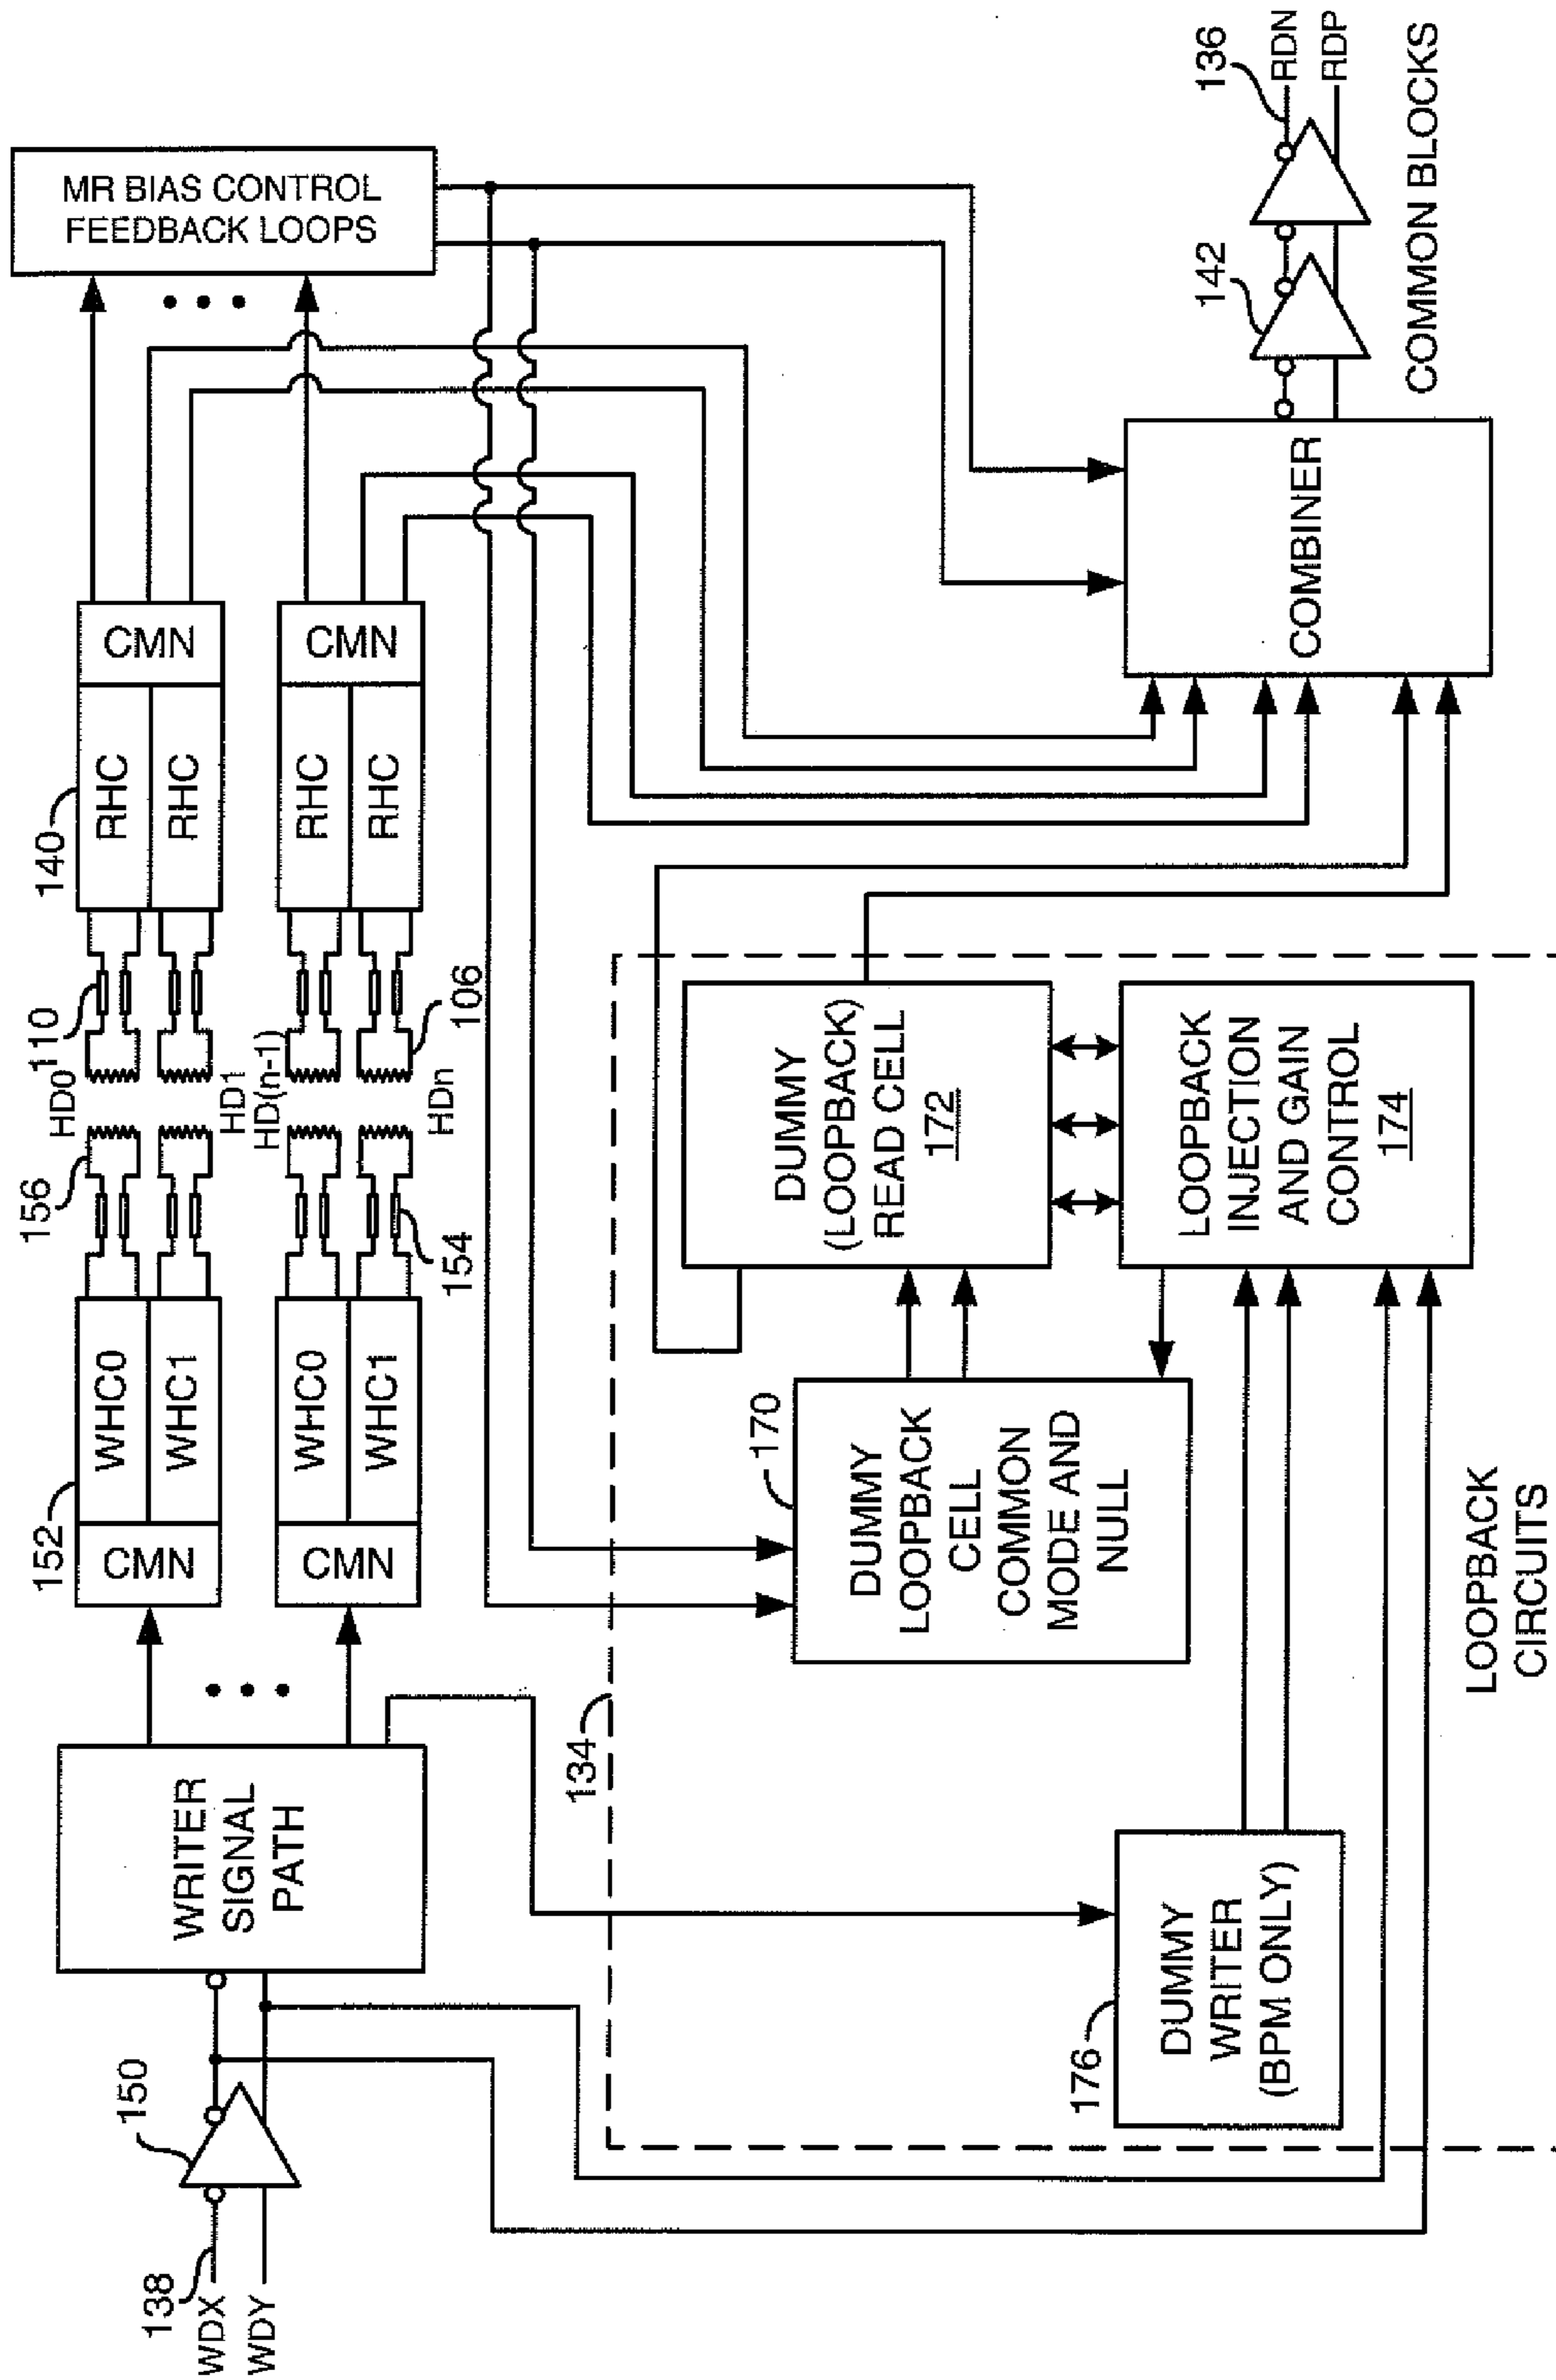 138
WDX
WDY
150
WRITER
SIGNAL
PATH
152
CMN
WHC0
WHC1
CMN
WHC0
WHC1
156
154
HD0
HD1
HD(n-1)
HDn
110
106
140
RHC
RHC
CMN
RHC
RHC
CMN
MR BIAS CONTROL
FEEDBACK LOOPS
134
176
DUMMY
WRITER
(BPM ONLY)
170
DUMMY
LOOPBACK
CELL
COMMON
MODE AND
NULL
DUMMY
(LOOPBACK)
READ CELL
172
LOOPBACK
INJECTION
AND GAIN
CONTROL
174
LOOPBACK
CIRCUITS
COMBINER
142
136
RDN
RDP
COMMON BLOCKS